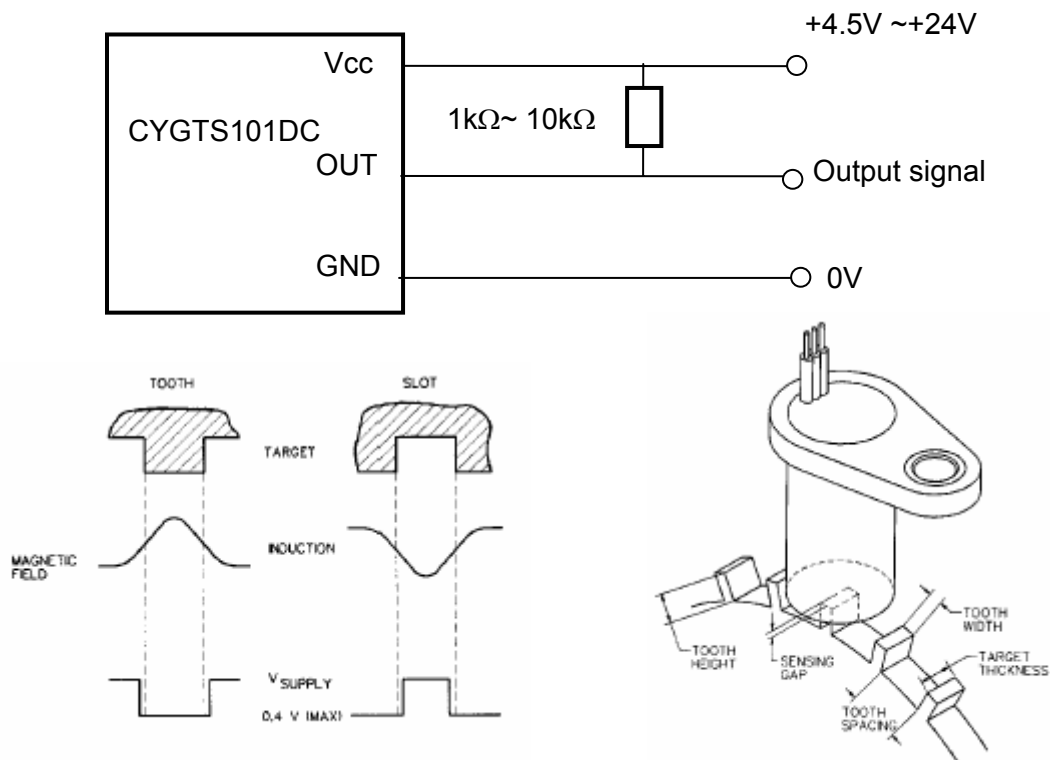 +4.5V ~+24V
Vcc
1kΩ~ 10kΩ
CYGTS101DC
OUT
Output signal
GND
0V
TOOTH
SLOT
TARGET
MAGNETIC
FIELD
INDUCTION
V SUPPLY
0.4 V (MAX)
TOOTH
HEIGHT
SENSING
GAP
TOOTH
WIDTH
TARGET
THICKNESS
TOOTH
SPACING